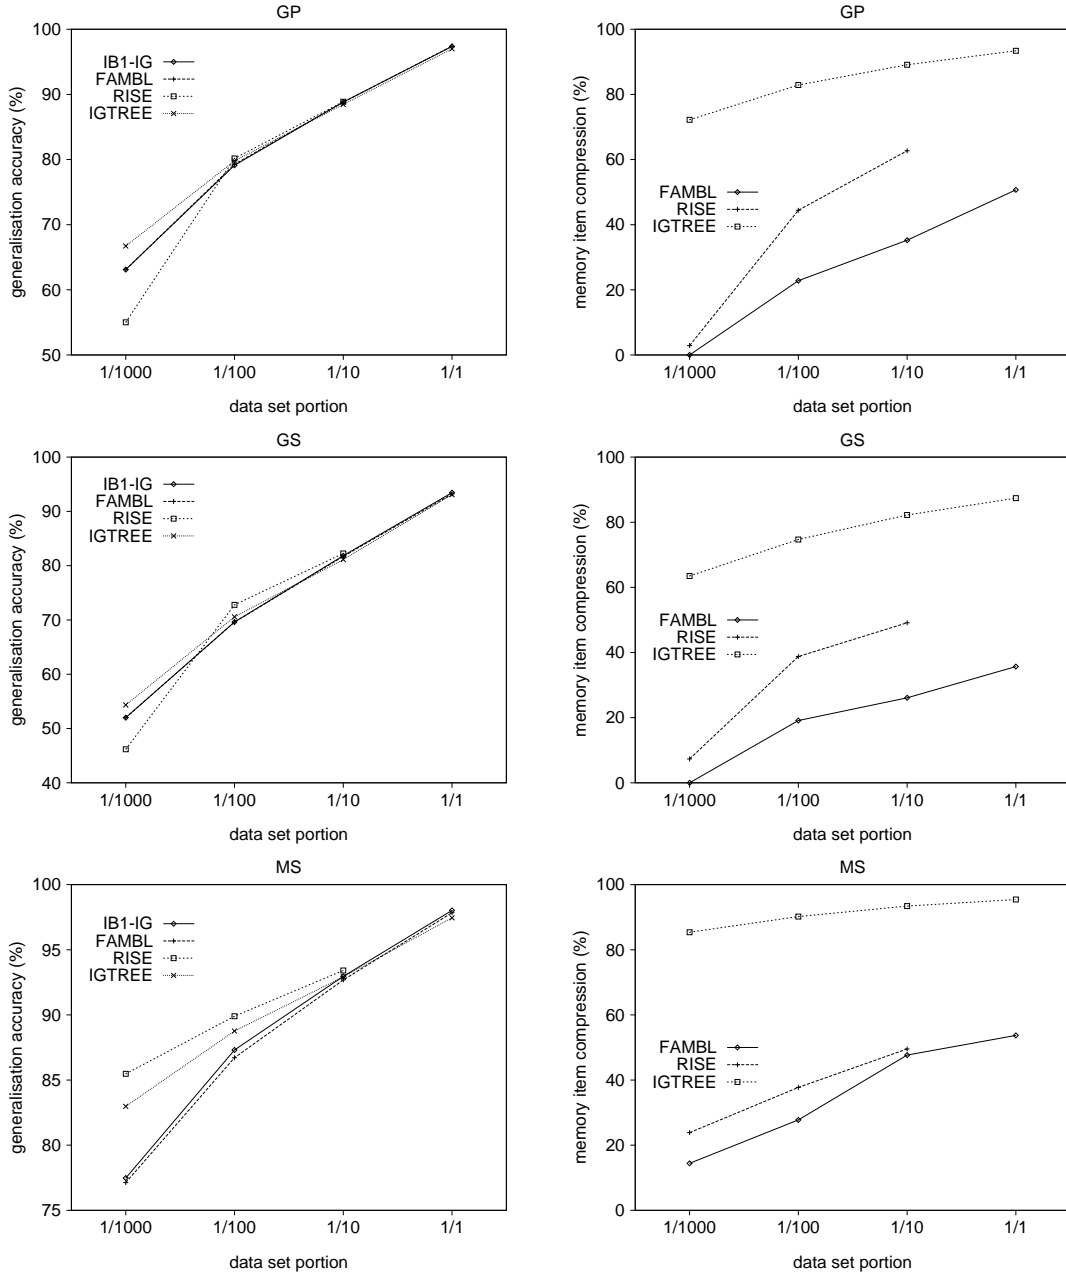 GP
generalisation accuracy (%)
100
90
80
70
60
50
IB1-IG
FAMBL
RISE
IGTREE
1/1000 1/100 1/10 1/1
data set portion
GP
memory item compression (%)
100
80
60
40
20
0
FAMBL
RISE
IGTREE
1/1000 1/100 1/10 1/1
data set portion
GS
generalisation accuracy (%)
100
90
80
70
60
50
40
IB1-IG
FAMBL
RISE
IGTREE
1/1000 1/100 1/10 1/1
data set portion
GS
memory item compression (%)
100
80
60
40
20
0
FAMBL
RISE
IGTREE
1/1000 1/100 1/10 1/1
data set portion
MS
generalisation accuracy (%)
100
95
90
85
80
75
IB1-IG
FAMBL
RISE
IGTREE
1/1000 1/100 1/10 1/1
data set portion
MS
memory item compression (%)
100
80
60
40
20
0
FAMBL
RISE
IGTREE
1/1000 1/100 1/10 1/1
data set portion